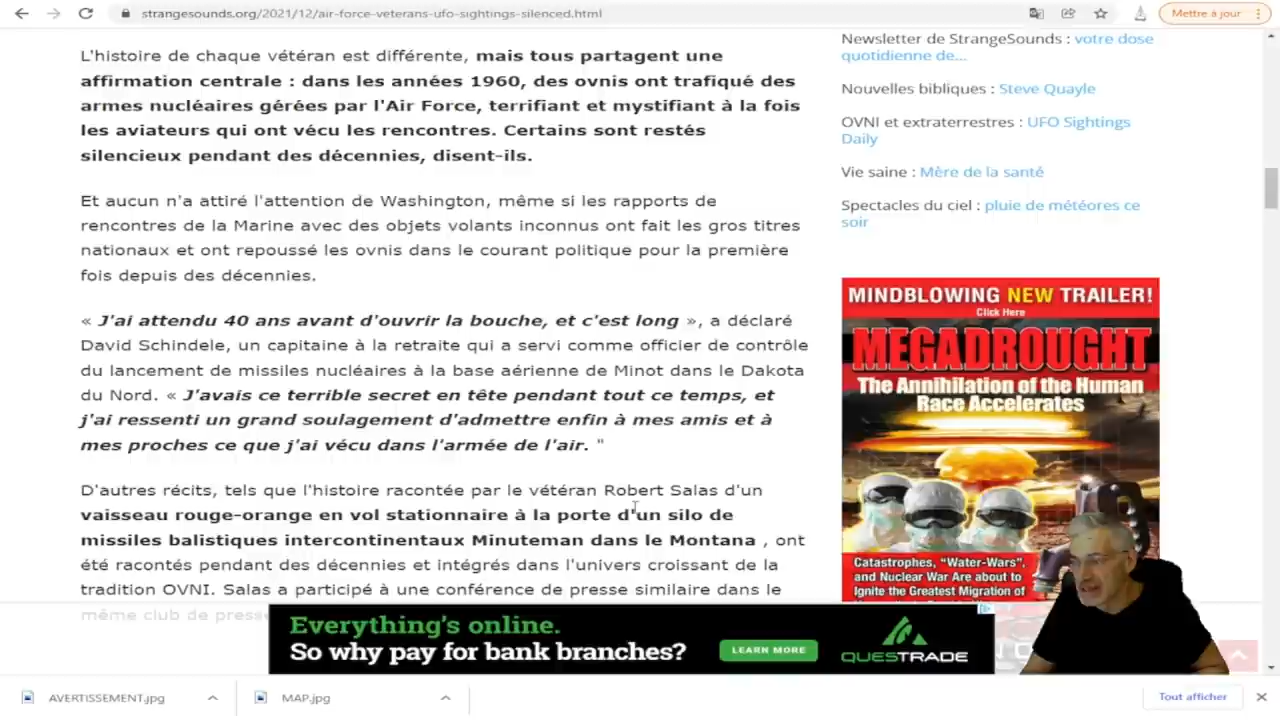 strangesounds.org/2021/12/air-force-veterans-ufo-sightings-silenced.html
Mettre à jour
L'histoire de chaque vétéran est différente, mais tous partagent une
affirmation centrale : dans les années 1960, des ovnis ont trafiqué des
armes nucléaires gérées par l'Air Force, terrifiant et mystifiant à la fois
les aviateurs qui ont vécu les rencontres. Certains sont restés
silencieux pendant des décennies, disent-ils.
Et aucun n'a attiré l'attention de Washington, même si les rapports de
rencontres de la Marine avec des objets volants inconnus ont fait les gros titres
nationaux et ont repoussé les ovnis dans le courant politique pour la première
fois depuis des décennies.
« J'ai attendu 40 ans avant d'ouvrir la bouche, et c'est long », a déclaré
David Schindele, un capitaine à la retraite qui a servi comme officier de contrôle
du lancement de missiles nucléaires à la base aérienne de Minot dans le Dakota
du Nord. « J'avais ce terrible secret en tête pendant tout ce temps, et
j'ai ressenti un grand soulagement d'admettre enfin à mes amis et à
mes proches ce que j'ai vécu dans l'armée de l'air. "
D'autres récits, tels que l'histoire racontée par le vétéran Robert Salas d'un
vaisseau rouge-orange en vol stationnaire à la porte d'un silo de
missiles balistiques intercontinentaux Minuteman dans le Montana , ont
été racontés pendant des décennies et intégrés dans l'univers croissant de la
tradition OVNI. Salas a participé à une conférence de presse similaire dans le
même club de presse
Newsletter de StrangeSounds : votre dose
quotidienne de...
Nouvelles bibliques : Steve Quayle
OVNI et extraterrestres : UFO Sightings
Daily
Vie saine : Mère de la santé
Spectacles du ciel : pluie de météores ce
soir
MINDBLOWING NEW TRAILER!
Click Here
MEGADROUGHT
The Annihilation of the Human
Race Accelerates
Catastrophes, “Water-Wars”,
and Nuclear War Are about to
Ignite the Greatest Migration of
Everything's online.
So why pay for bank branches?
LEARN MORE
QUESTRADE
AVERTISSEMENT.jpg
MAP.jpg
Tout afficher